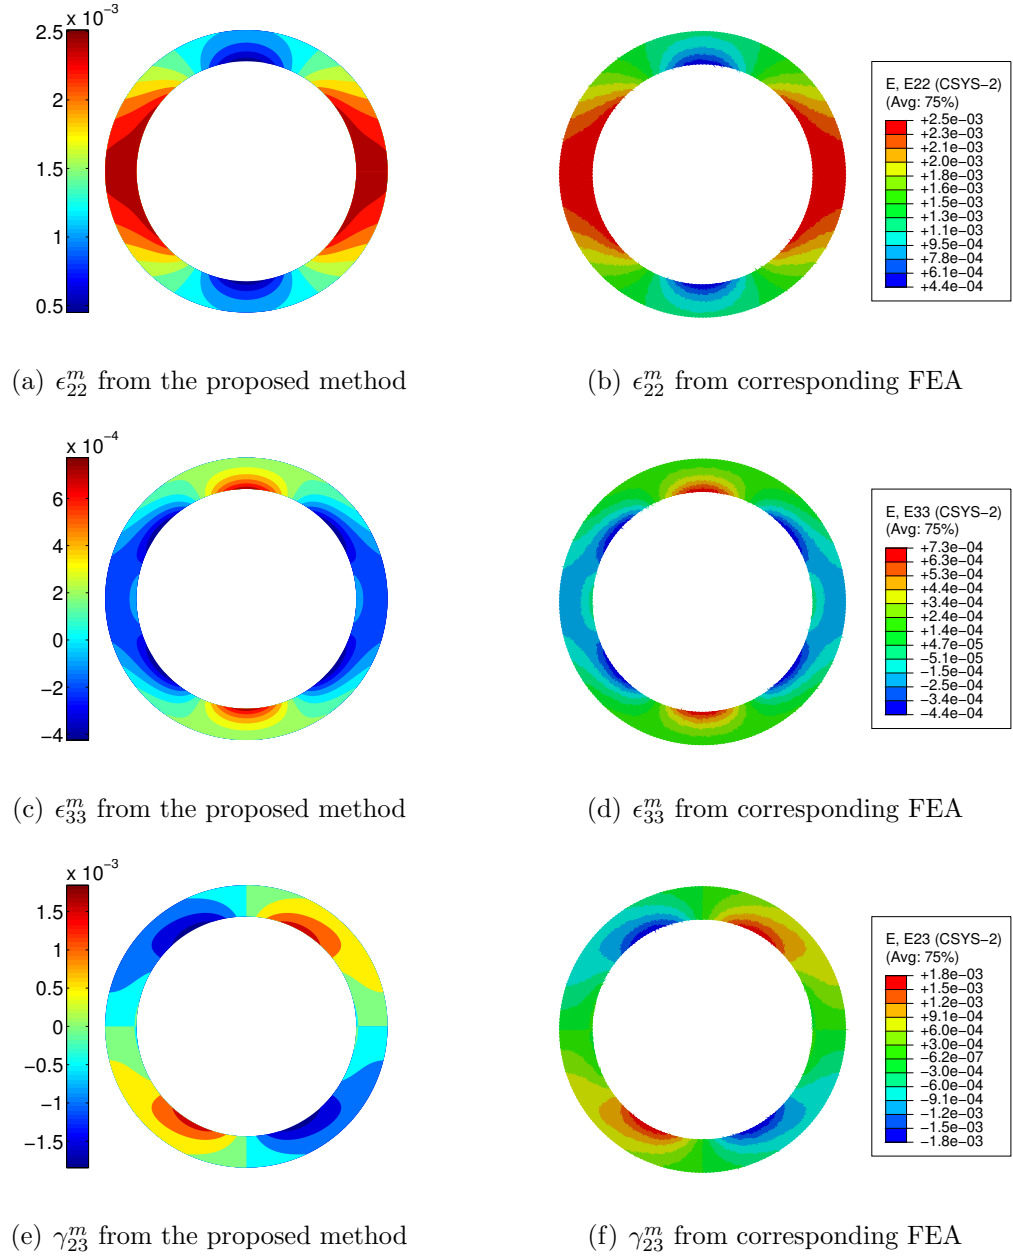 x 10⁻³
2.5
2
1.5
1
0.5
E, E22 (CSYS−2)
(Avg: 75%)
+2.5e−03
+2.3e−03
+2.1e−03
+2.0e−03
+1.8e−03
+1.6e−03
+1.5e−03
+1.3e−03
+1.1e−03
+9.5e−04
+7.8e−04
+6.1e−04
+4.4e−04
(a) ϵ₂₂ᵐ from the proposed method
(b) ϵ₂₂ᵐ from corresponding FEA
x 10⁻⁴
6
4
2
0
−2
−4
E, E33 (CSYS−2)
(Avg: 75%)
+7.3e−04
+6.3e−04
+5.3e−04
+4.4e−04
+3.4e−04
+2.4e−04
+1.4e−04
+4.7e−05
−5.1e−05
−1.5e−04
−2.5e−04
−3.4e−04
−4.4e−04
(c) ϵ₃₃ᵐ from the proposed method
(d) ϵ₃₃ᵐ from corresponding FEA
x 10⁻³
1.5
1
0.5
0
−0.5
−1
−1.5
E, E23 (CSYS−2)
(Avg: 75%)
+1.8e−03
+1.5e−03
+1.2e−03
+9.1e−04
+6.0e−04
+3.0e−04
−6.2e−07
−3.0e−04
−6.0e−04
−9.1e−04
−1.2e−03
−1.5e−03
−1.8e−03
(e) γ₂₃ᵐ from the proposed method
(f) γ₂₃ᵐ from corresponding FEA